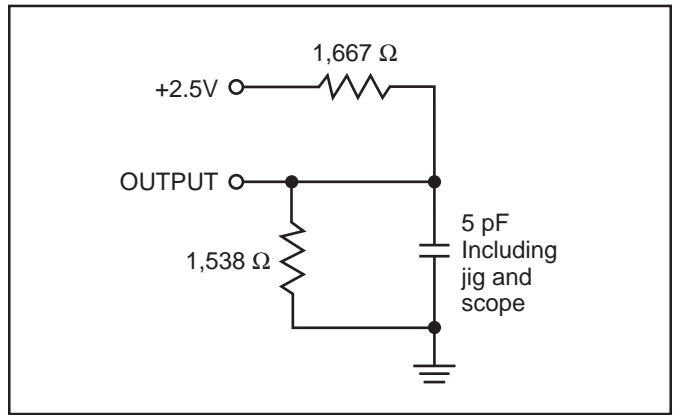 1,667 Ω
+2.5V
OUTPUT
1,538 Ω
5 pF
Including
jig and
scope